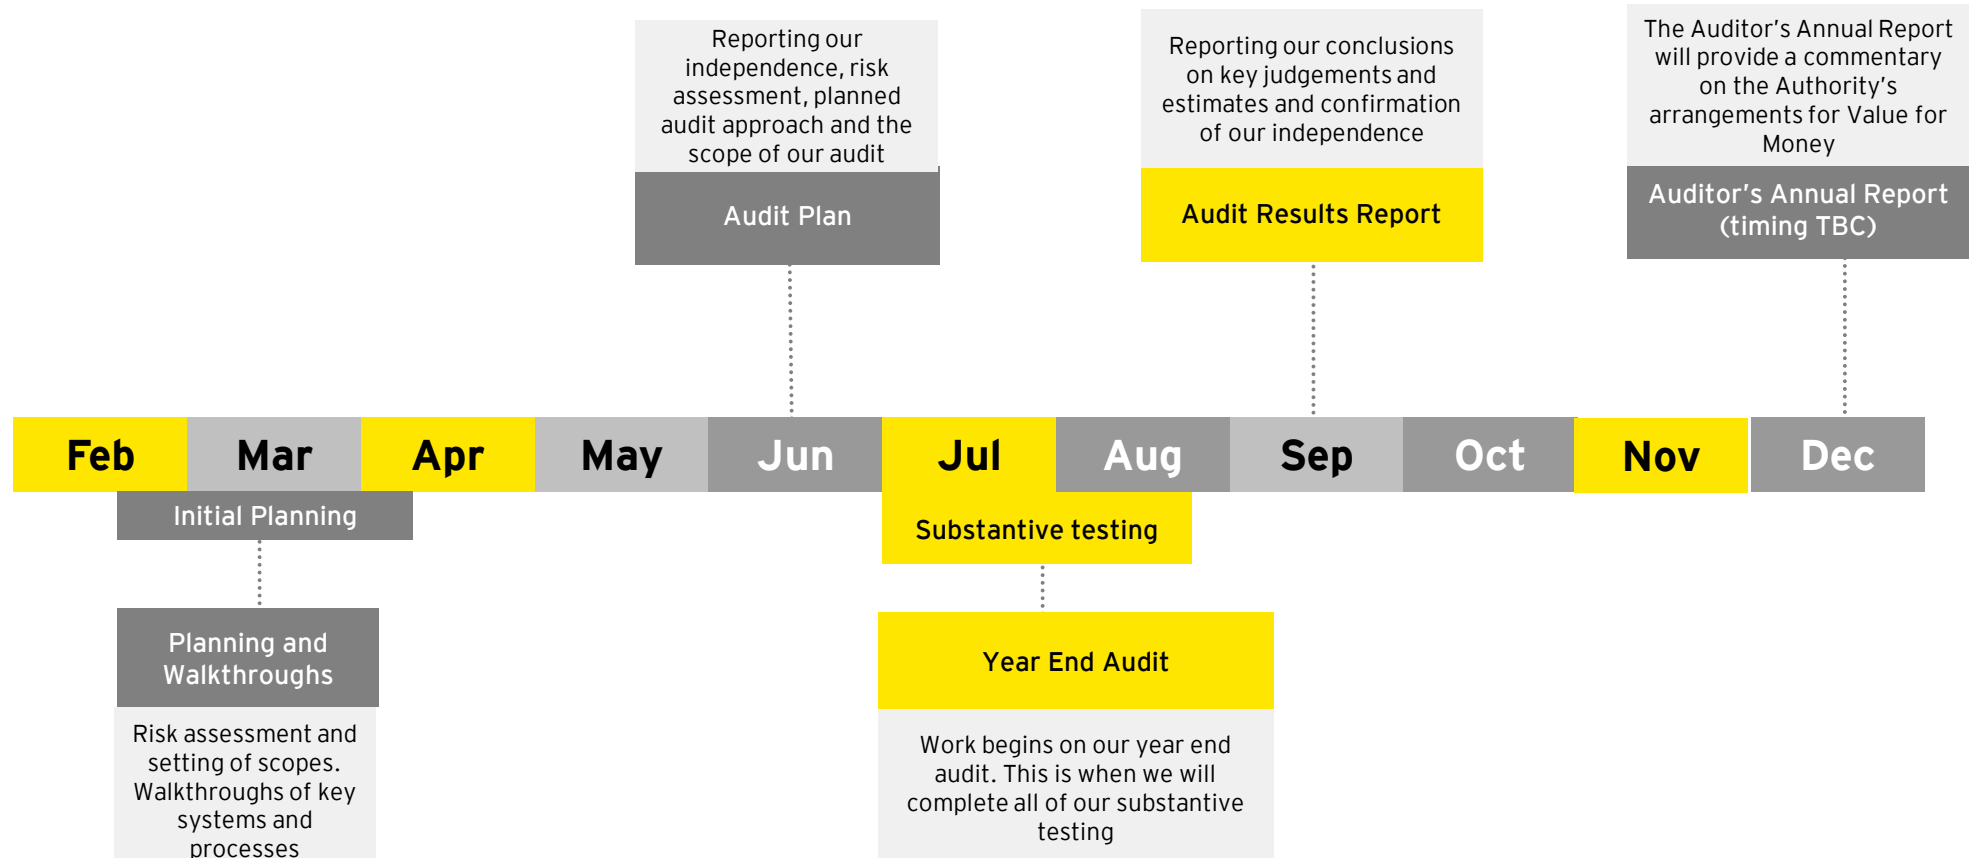 Reporting our
independence, risk
assessment, planned
audit approach and the
scope of our audit
Audit Plan
Reporting our conclusions
on key judgements and
estimates and confirmation
of our independence
Audit Results Report
The Auditor’s Annual Report
will provide a commentary
on the Authority’s
arrangements for Value for
Money
Auditor’s Annual Report
(timing TBC)
Feb Mar Apr May Jun Jul Aug Sep Oct Nov Dec
Initial Planning
Substantive testing
Planning and
Walkthroughs
Risk assessment and
setting of scopes.
Walkthroughs of key
systems and
processes
Year End Audit
Work begins on our year end
audit. This is when we will
complete all of our substantive
testing